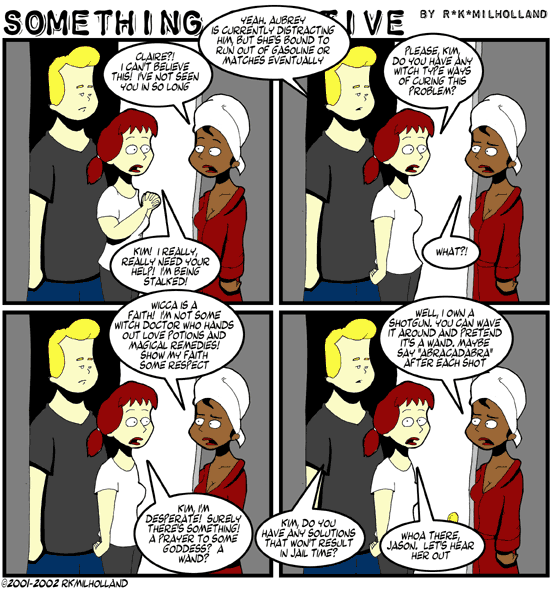 SOMETHING
TIVE
BY R*K*MILHOLLAND
CLAIRE?!
I CAN'T BELIEVE
THIS! I'VE NOT SEEN
YOU IN SO LONG
KIM! I REALLY,
REALLY NEED YOUR
HELP! I'M BEING
STALKED!
YEAH, AUBREY
IS CURRENTLY DISTRACTING
HIM, BUT SHE'S BOUND TO
RUN OUT OF GASOLINE OR
MATCHES EVENTUALLY
PLEASE, KIM,
DO YOU HAVE ANY
WITCH TYPE WAYS
OF CURING THIS
PROBLEM?
WHAT?!
WICCA IS A
FAITH! I'M NOT SOME
WITCH DOCTOR WHO HANDS
OUT LOVE POTIONS AND
MAGICAL REMEDIES!
SHOW MY FAITH
SOME RESPECT
KIM, I'M
DESPERATE! SURELY
THERE'S SOMETHING!
A PRAYER TO SOME
GODDESS? A
WAND?
WELL, I OWN A
SHOTGUN. YOU CAN WAVE
IT AROUND AND PRETEND
IT'S A WAND. MAYBE
SAY "ABRACADABRA"
AFTER EACH SHOT
KIM, DO YOU
HAVE ANY SOLUTIONS
THAT WON'T RESULT
IN JAIL TIME?
WHOA THERE,
JASON. LET'S HEAR
HER OUT
©2001-2002 RKMILHOLLAND